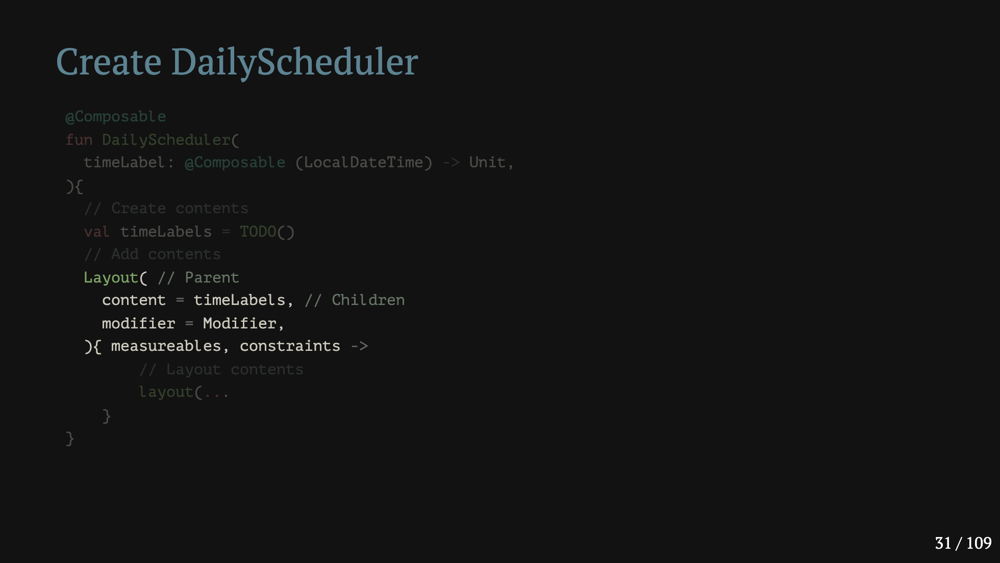 Create DailyScheduler
@Composable
fun DailyScheduler(
  timeLabel: @Composable (LocalDateTime) -> Unit,
){
  // Create contents
  val timeLabels = TODO()
  // Add contents
  Layout( // Parent
    content = timeLabels, // Children
    modifier = Modifier,
  ){ measureables, constraints ->
        // Layout contents
        layout(...
    }
}
31 / 109